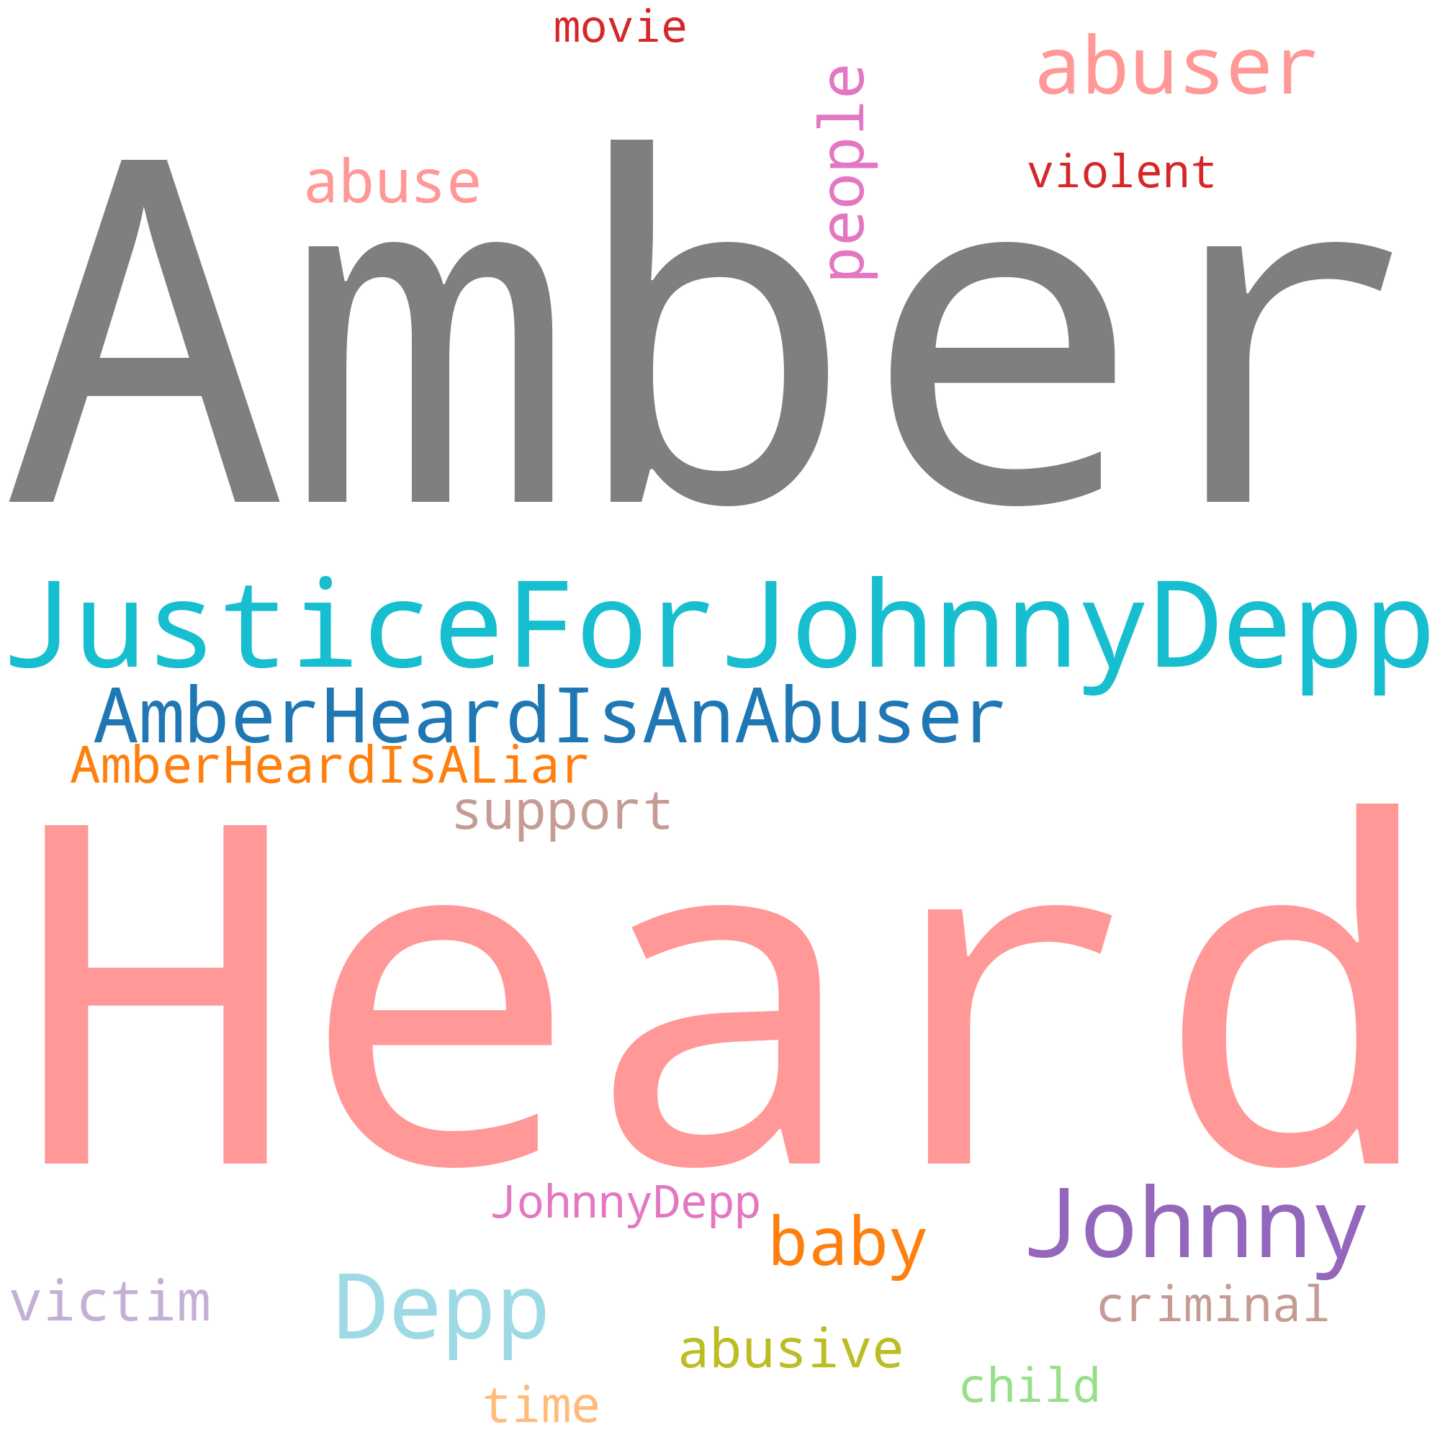 movie
abuser
people
abuse
violent
Amber
JusticeForJohnnyDepp
AmberHeardIsAnAbuser
AmberHeardIsALiar
support
Heard
JohnnyDepp
Johnny
baby
victim
Depp
criminal
abusive
child
time